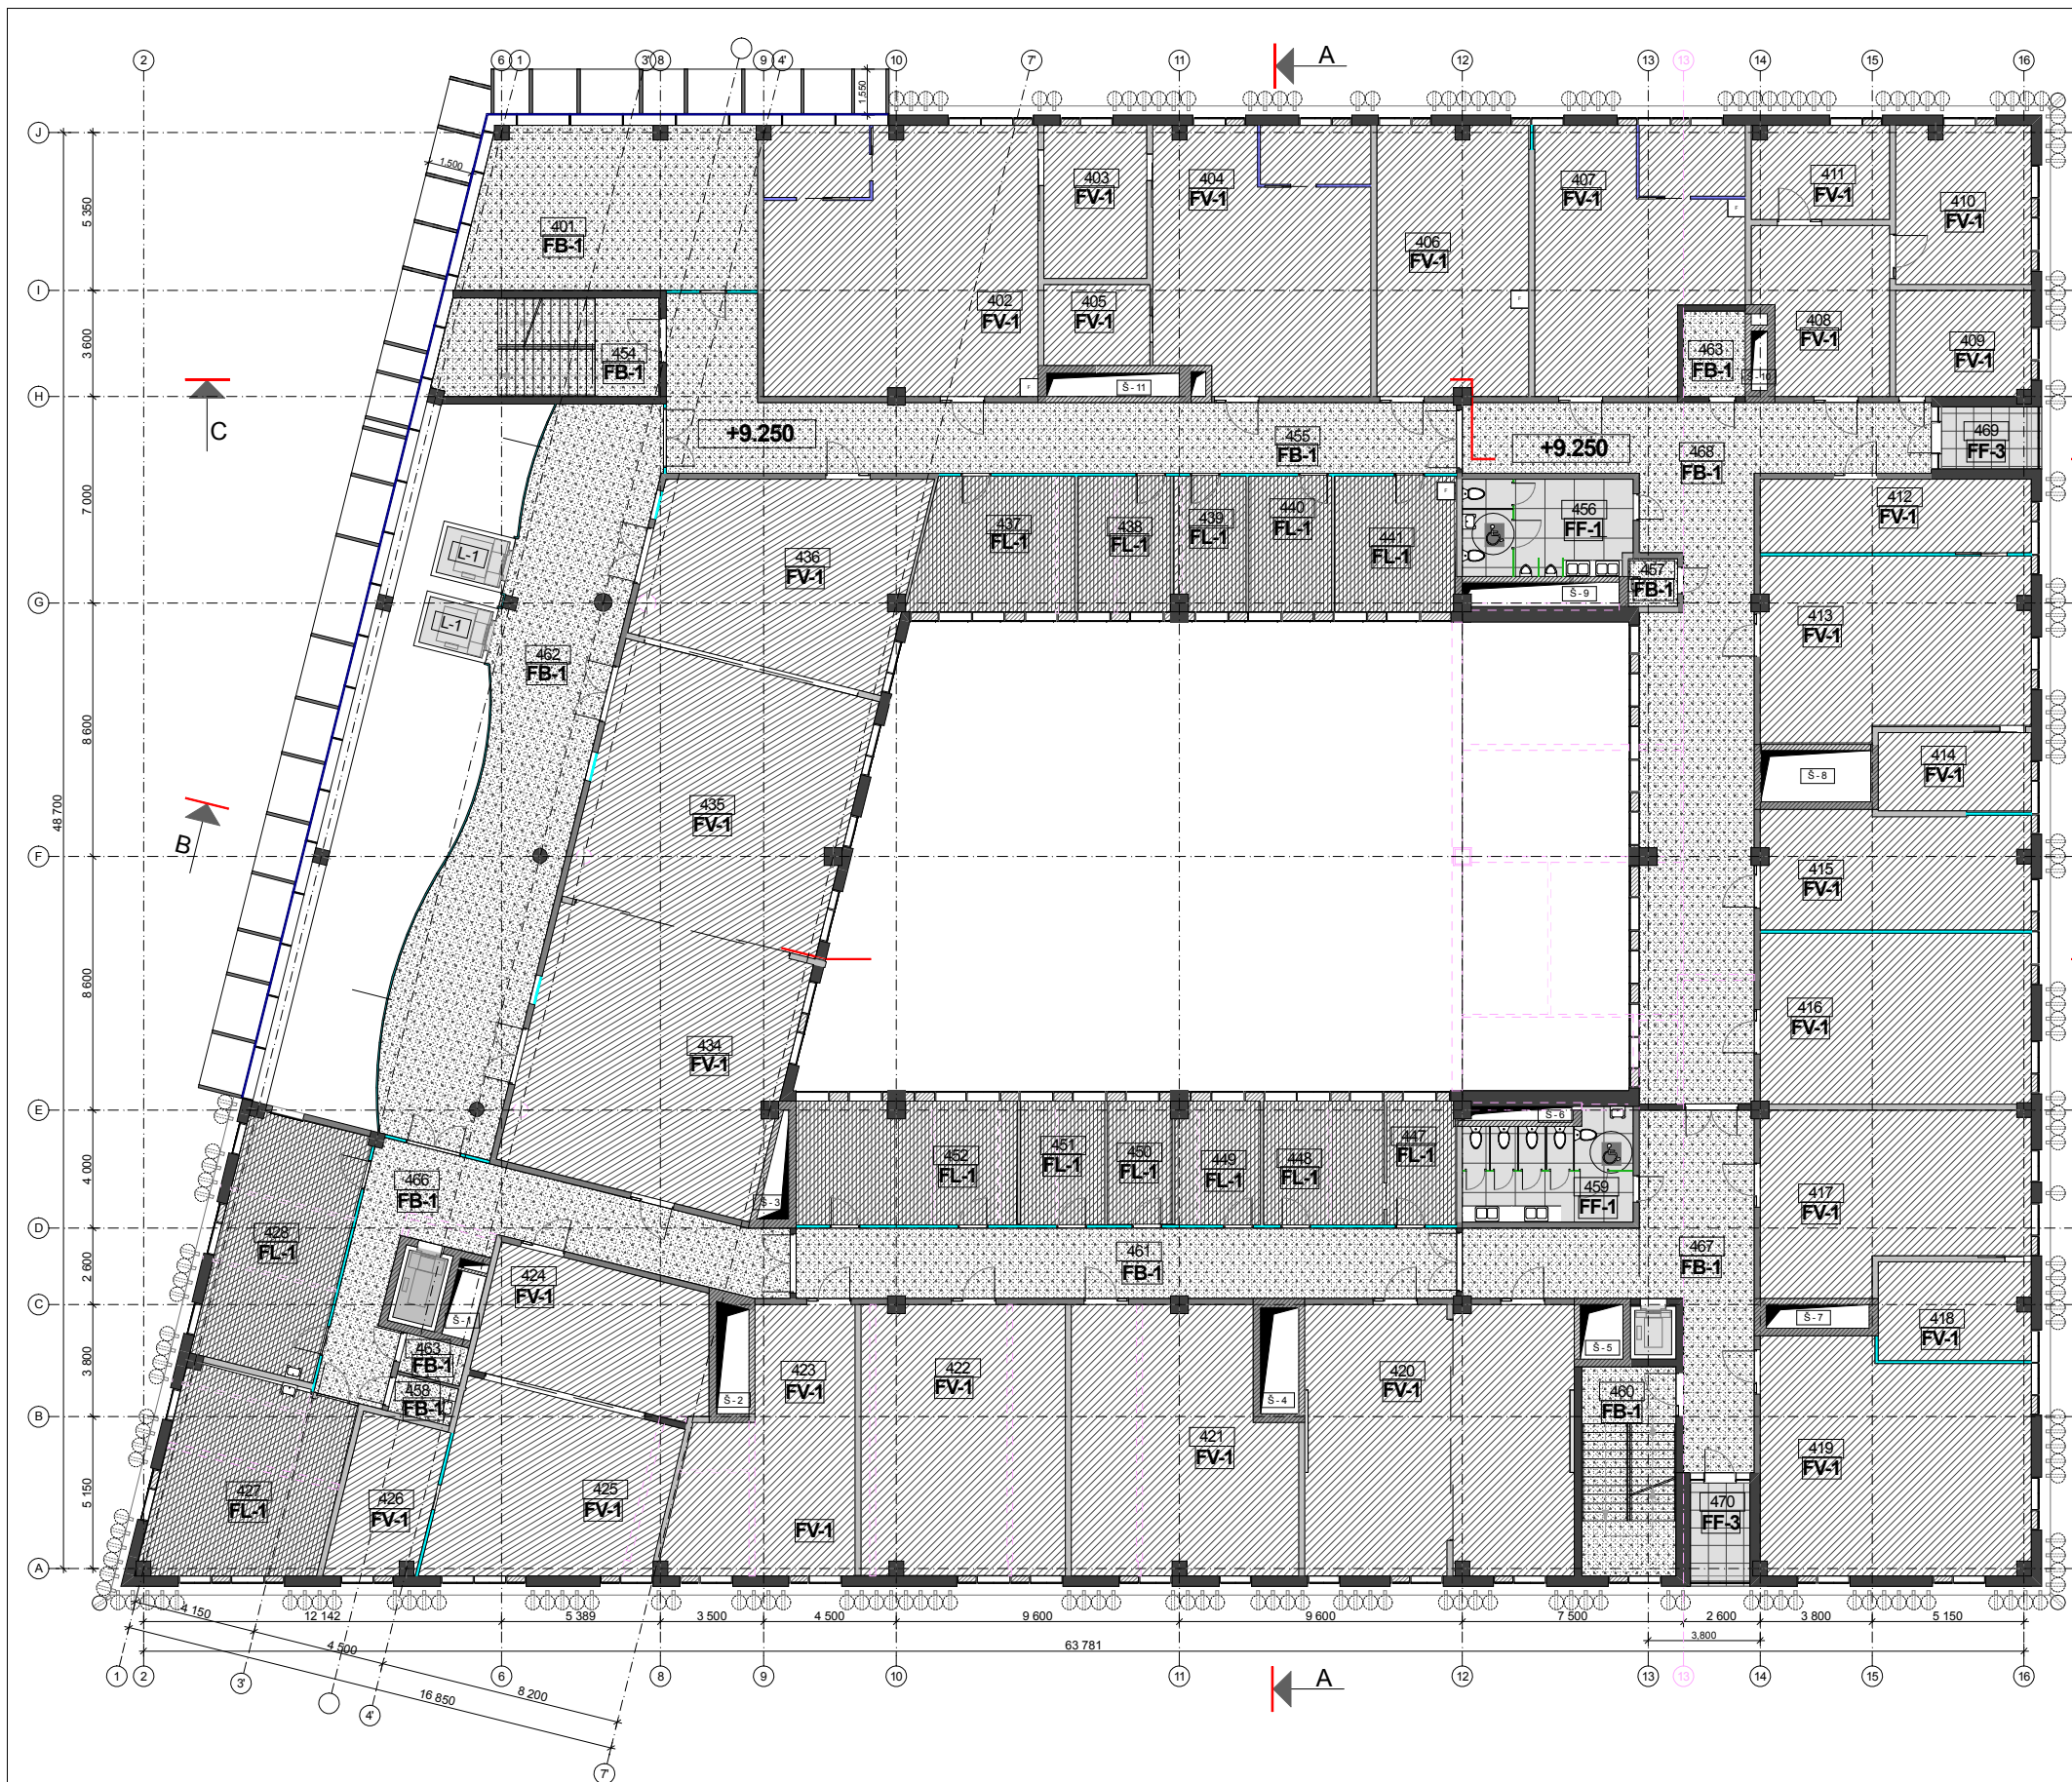 2
6
1
3'
8
9
4'
10
7'
11
A
12
13
13
14
15
16
1,550
J
1,500
5 350
401
FB-1
403
FV-1
404
FV-1
407
FV-1
411
FV-1
410
FV-1
406
FV-1
I
402
FV-1
405
FV-1
F
F
408
FV-1
409
FV-1
3 600
454
FB-1
463
FB-1
Š - 10
F
Š - 11
H
C
+9.250
455
FB-1
+9.250
468
FB-1
469
FF-3
7 000
412
FV-1
F
437
FL-1
438
FL-1
439
FL-1
440
FL-1
441
FL-1
456
FF-1
436
FV-1
L-1
457
FB-1
Š - 9
G
L-1
413
FV-1
462
FB-1
8 600
48 700
414
FV-1
Š - 8
435
FV-1
B
F
415
FV-1
8 600
416
FV-1
434
FV-1
E
Š - 6
4 000
452
FL-1
451
FL-1
450
FL-1
449
FL-1
448
FL-1
447
FL-1
459
FF-1
417
FV-1
466
FB-1
Š - 3
D
428
FL-1
2 600
461
FB-1
467
FB-1
424
FV-1
C
Š - 1
Š - 7
418
FV-1
Š - 5
3 800
463
FB-1
458
FB-1
423
FV-1
422
FV-1
420
FV-1
460
FB-1
Š - 2
Š - 4
B
421
FV-1
419
FV-1
5 150
427
FL-1
426
FV-1
425
FV-1
FV-1
470
FF-3
A
4 150
12 142
5 389
3 500
4 500
9 600
9 600
7 500
2 600
3 800
5 150
3,800
4 500
63 781
8 200
16 850
1
2
3'
4'
6
8
9
10
11
A
12
13
13
14
15
16
7'